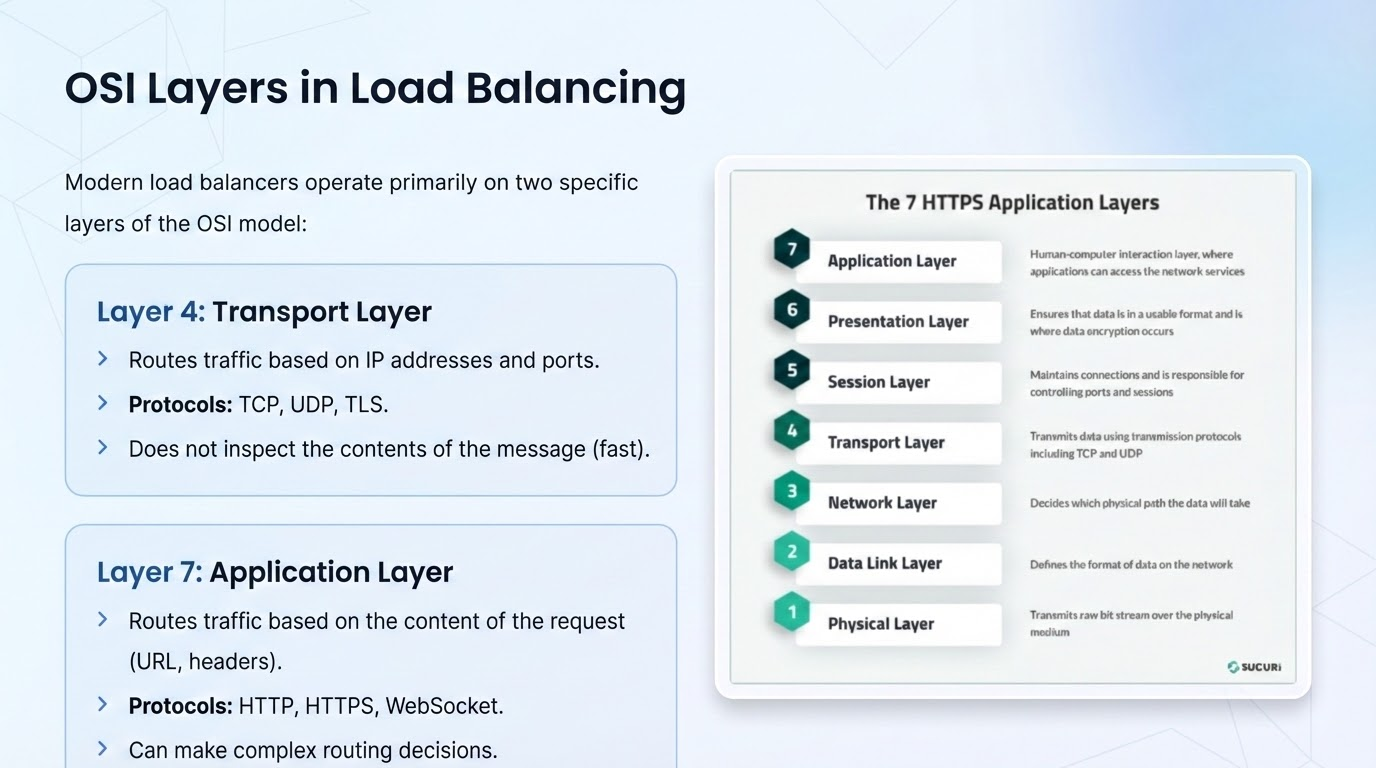 OSI Layers in Load Balancing
Modern load balancers operate primarily on two specific
layers of the OSI model:
Layer 4: Transport Layer
Routes traffic based on IP addresses and ports.
Protocols: TCP, UDP, TLS.
Does not inspect the contents of the message (fast).
Layer 7: Application Layer
Routes traffic based on the content of the request
(URL, headers).
Protocols: HTTP, HTTPS, WebSocket.
Can make complex routing decisions.
The 7 HTTPS Application Layers
7
Application Layer
Human-computer interaction layer, where
applications can access the network services
6
Presentation Layer
Ensures that data is in a usable format and is
where data encryption occurs
5
Session Layer
Maintains connections and is responsible for
controlling ports and sessions
4
Transport Layer
Transmits data using transmission protocols
including TCP and UDP
3
Network Layer
Decides which physical path the data will take
2
Data Link Layer
Defines the format of data on the network
1
Physical Layer
Transmits raw bit stream over the physical
medium
SUCURi